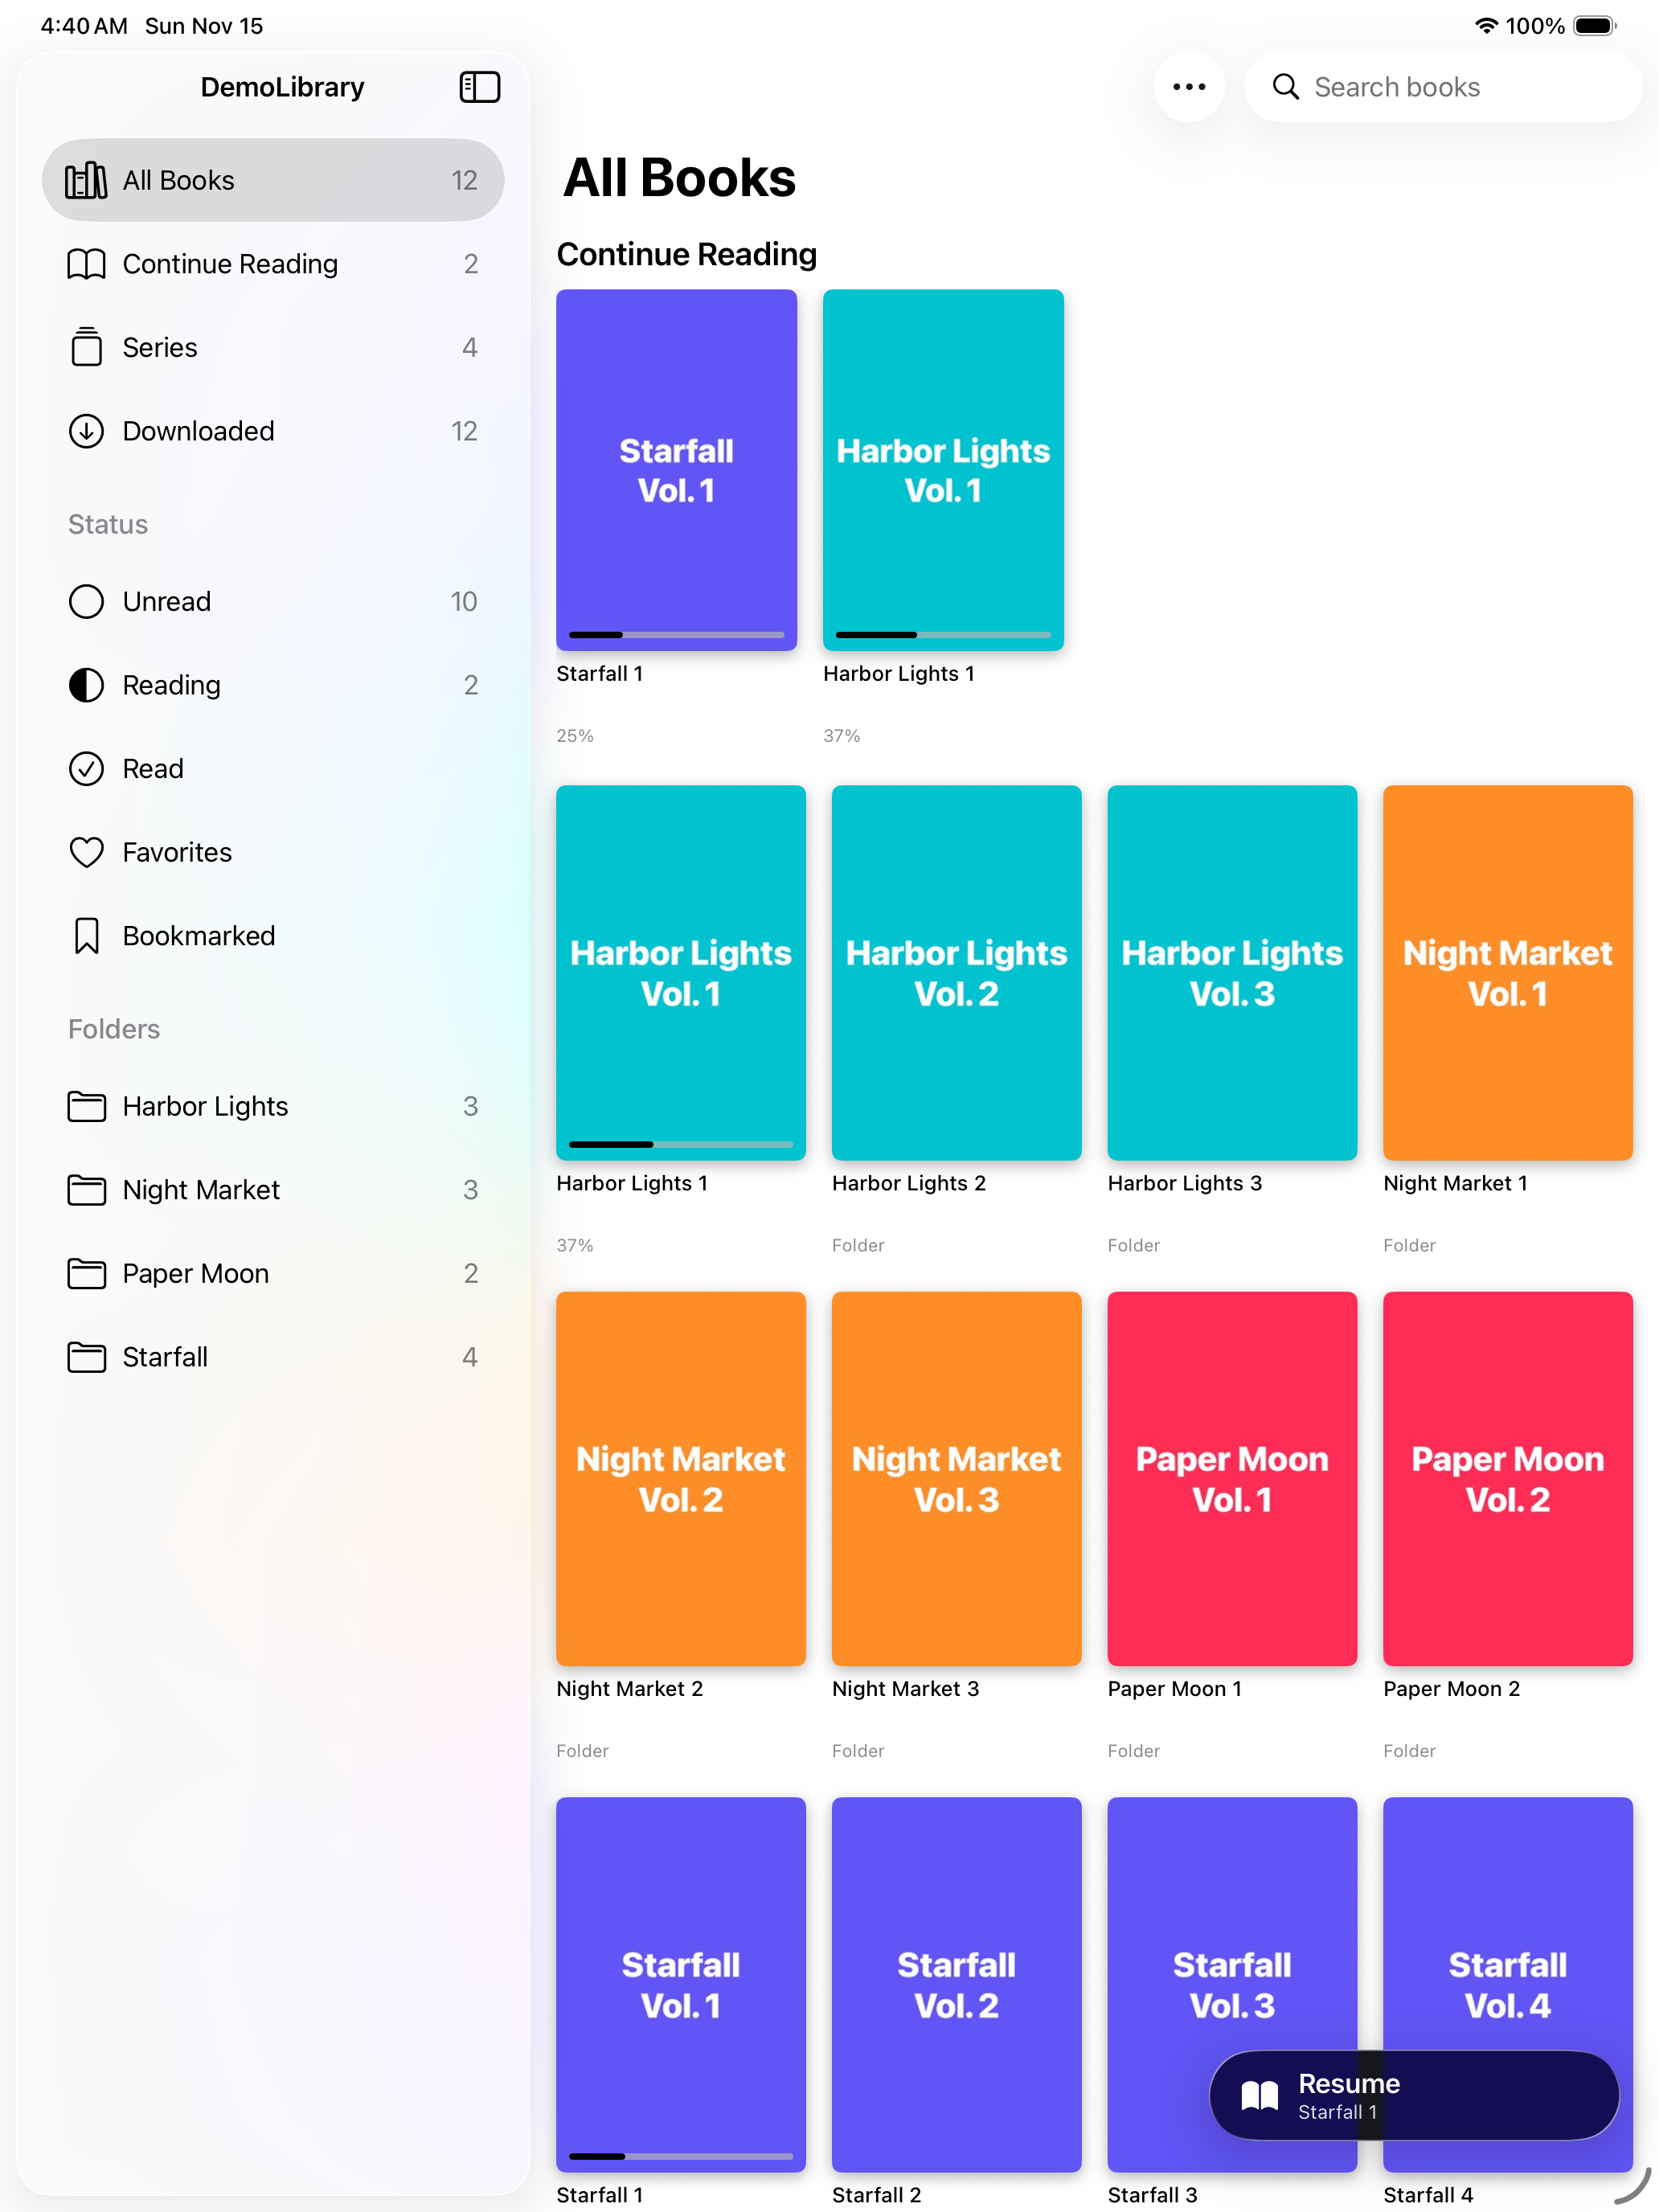 4:40 AM Sun Nov 15
100%
DemoLibrary
All Books 12
Continue Reading 2
Series 4
Downloaded 12
Status
Unread 10
Reading 2
Read
Favorites
Bookmarked
Folders
Harbor Lights 3
Night Market 3
Paper Moon 2
Starfall 4
Search books
All Books
Continue Reading
Starfall
Vol. 1
Starfall 1
25%
Harbor Lights
Vol. 1
Harbor Lights 1
37%
Harbor Lights
Vol. 1
Harbor Lights 1
37%
Harbor Lights
Vol. 2
Harbor Lights 2
Folder
Harbor Lights
Vol. 3
Harbor Lights 3
Folder
Night Market
Vol. 1
Night Market 1
Folder
Night Market
Vol. 2
Night Market 2
Folder
Night Market
Vol. 3
Night Market 3
Folder
Paper Moon
Vol. 1
Paper Moon 1
Folder
Paper Moon
Vol. 2
Paper Moon 2
Folder
Starfall
Vol. 1
Starfall 1
Starfall
Vol. 2
Starfall 2
Starfall
Vol. 3
Starfall 3
Starfall
Vol. 4
Starfall 4
Resume
Starfall 1